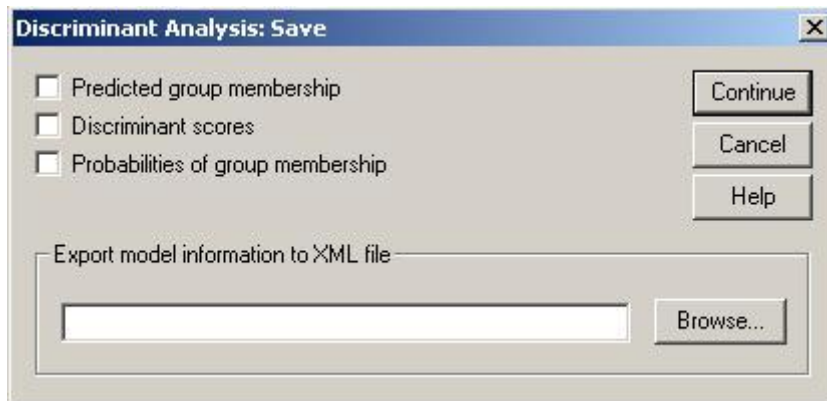 Discriminant Analysis: Save
Predicted group membership
Discriminant scores
Probabilities of group membership
Continue
Cancel
Help
Export model information to XML file
Browse...